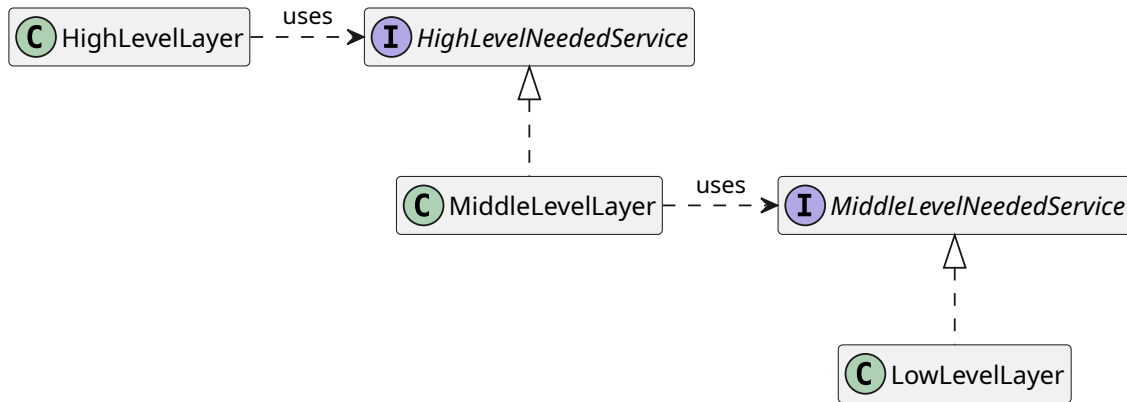 uses
C HighLevelLayer
I HighLevelNeededService
uses
C MiddleLevelLayer
I MiddleLevelNeededService
C LowLevelLayer